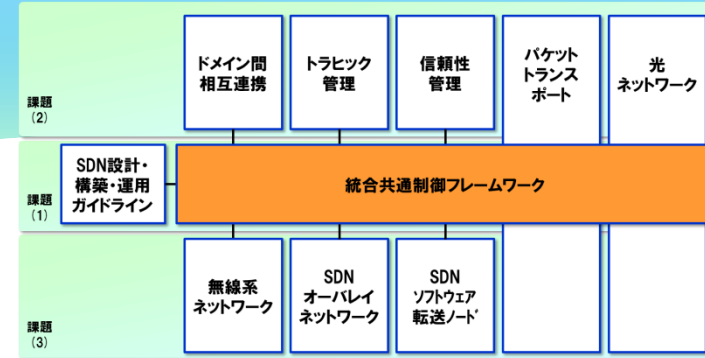 課題
(2)
ドメイン間
相互連携
トラヒック
管理
信頼性
管理
パケット
トランス
ポート
光
ネットワーク
課題
(1)
SDN設計・
構築・運用
ガイドライン
統合共通制御フレームワーク
課題
(3)
無線系
ネットワーク
SDN
オーバレイ
ネットワーク
SDN
ソフトウェア
転送ノード